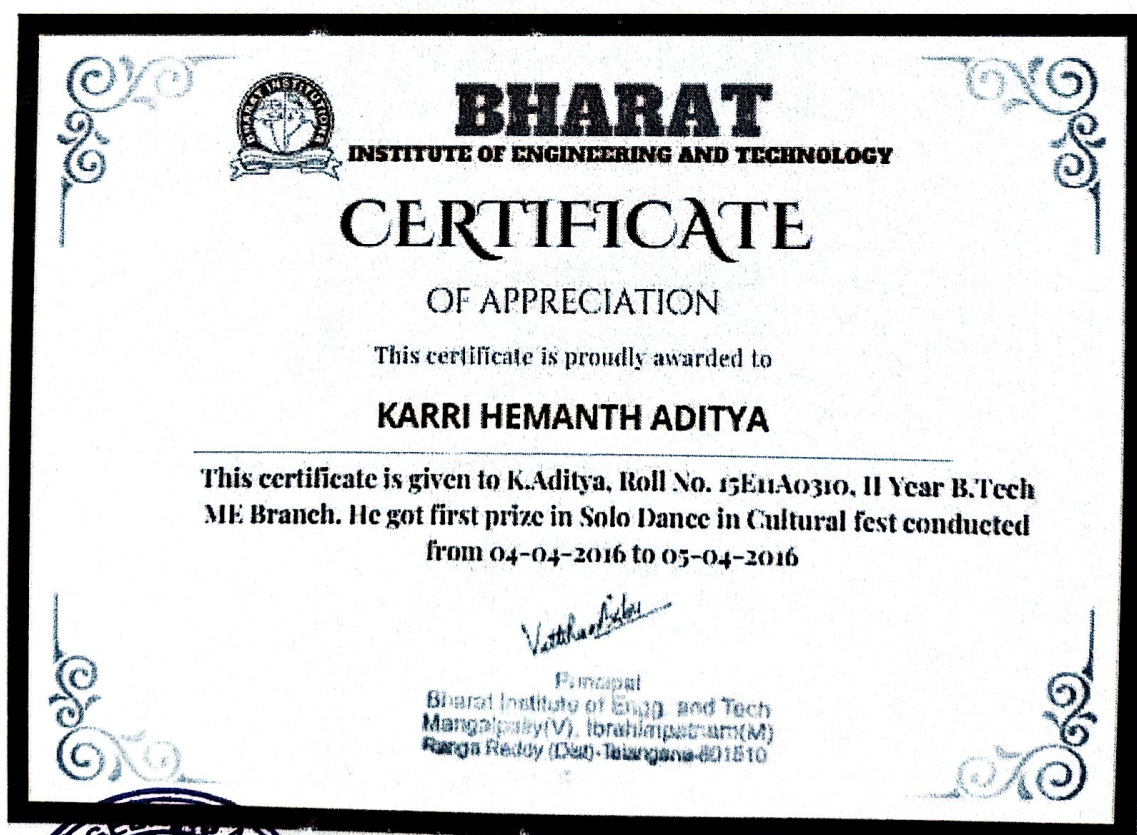 BHARAT INSTITUTIONS
BHARAT
INSTITUTE OF ENGINEERING AND TECHNOLOGY
CERTIFICATE
OF APPRECIATION
This certificate is proudly awarded to
KARRI HEMANTH ADITYA
This certificate is given to K.Aditya, Roll No. 15E11A0310, II Year B.Tech
ME Branch. He got first prize in Solo Dance in Cultural fest conducted
from 04-04-2016 to 05-04-2016
Principal
Bharat Institute of Engg. and Tech
Mangalpally(V), Ibrahimpatnam(M)
Ranga Reddy (Dist)-Telangana-501510